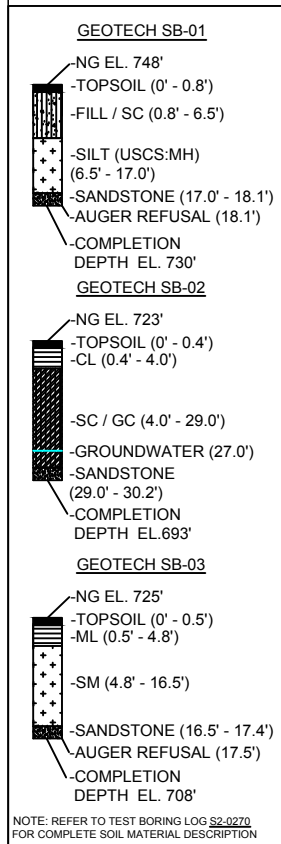 GEOTECH SB-01
-NG EL. 748'
-TOPSOIL (0' - 0.8')
-FILL / SC (0.8' - 6.5')
-SILT (USCS:MH)
(6.5' - 17.0')
-SANDSTONE (17.0' - 18.1')
-AUGER REFUSAL (18.1')
-COMPLETION
DEPTH EL. 730'
GEOTECH SB-02
-NG EL. 723'
-TOPSOIL (0' - 0.4')
-CL (0.4' - 4.0')
-SC / GC (4.0' - 29.0')
-GROUNDWATER (27.0')
-SANDSTONE
(29.0' - 30.2')
-COMPLETION
DEPTH EL.693'
GEOTECH SB-03
-NG EL. 725'
-TOPSOIL (0' - 0.5')
-ML (0.5' - 4.8')
-SM (4.8' - 16.5')
-SANDSTONE (16.5' - 17.4')
-AUGER REFUSAL (17.5')
-COMPLETION
DEPTH EL. 708'
NOTE: REFER TO TEST BORING LOG S2-0270
FOR COMPLETE SOIL MATERIAL DESCRIPTION